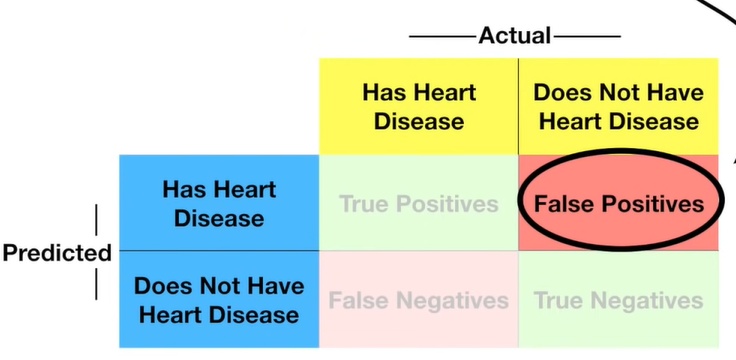 Actual
Has Heart
Disease
Does Not Have
Heart Disease
Has Heart
Disease
True Positives
False Positives
Predicted
Does Not Have
Heart Disease
False Negatives
True Negatives